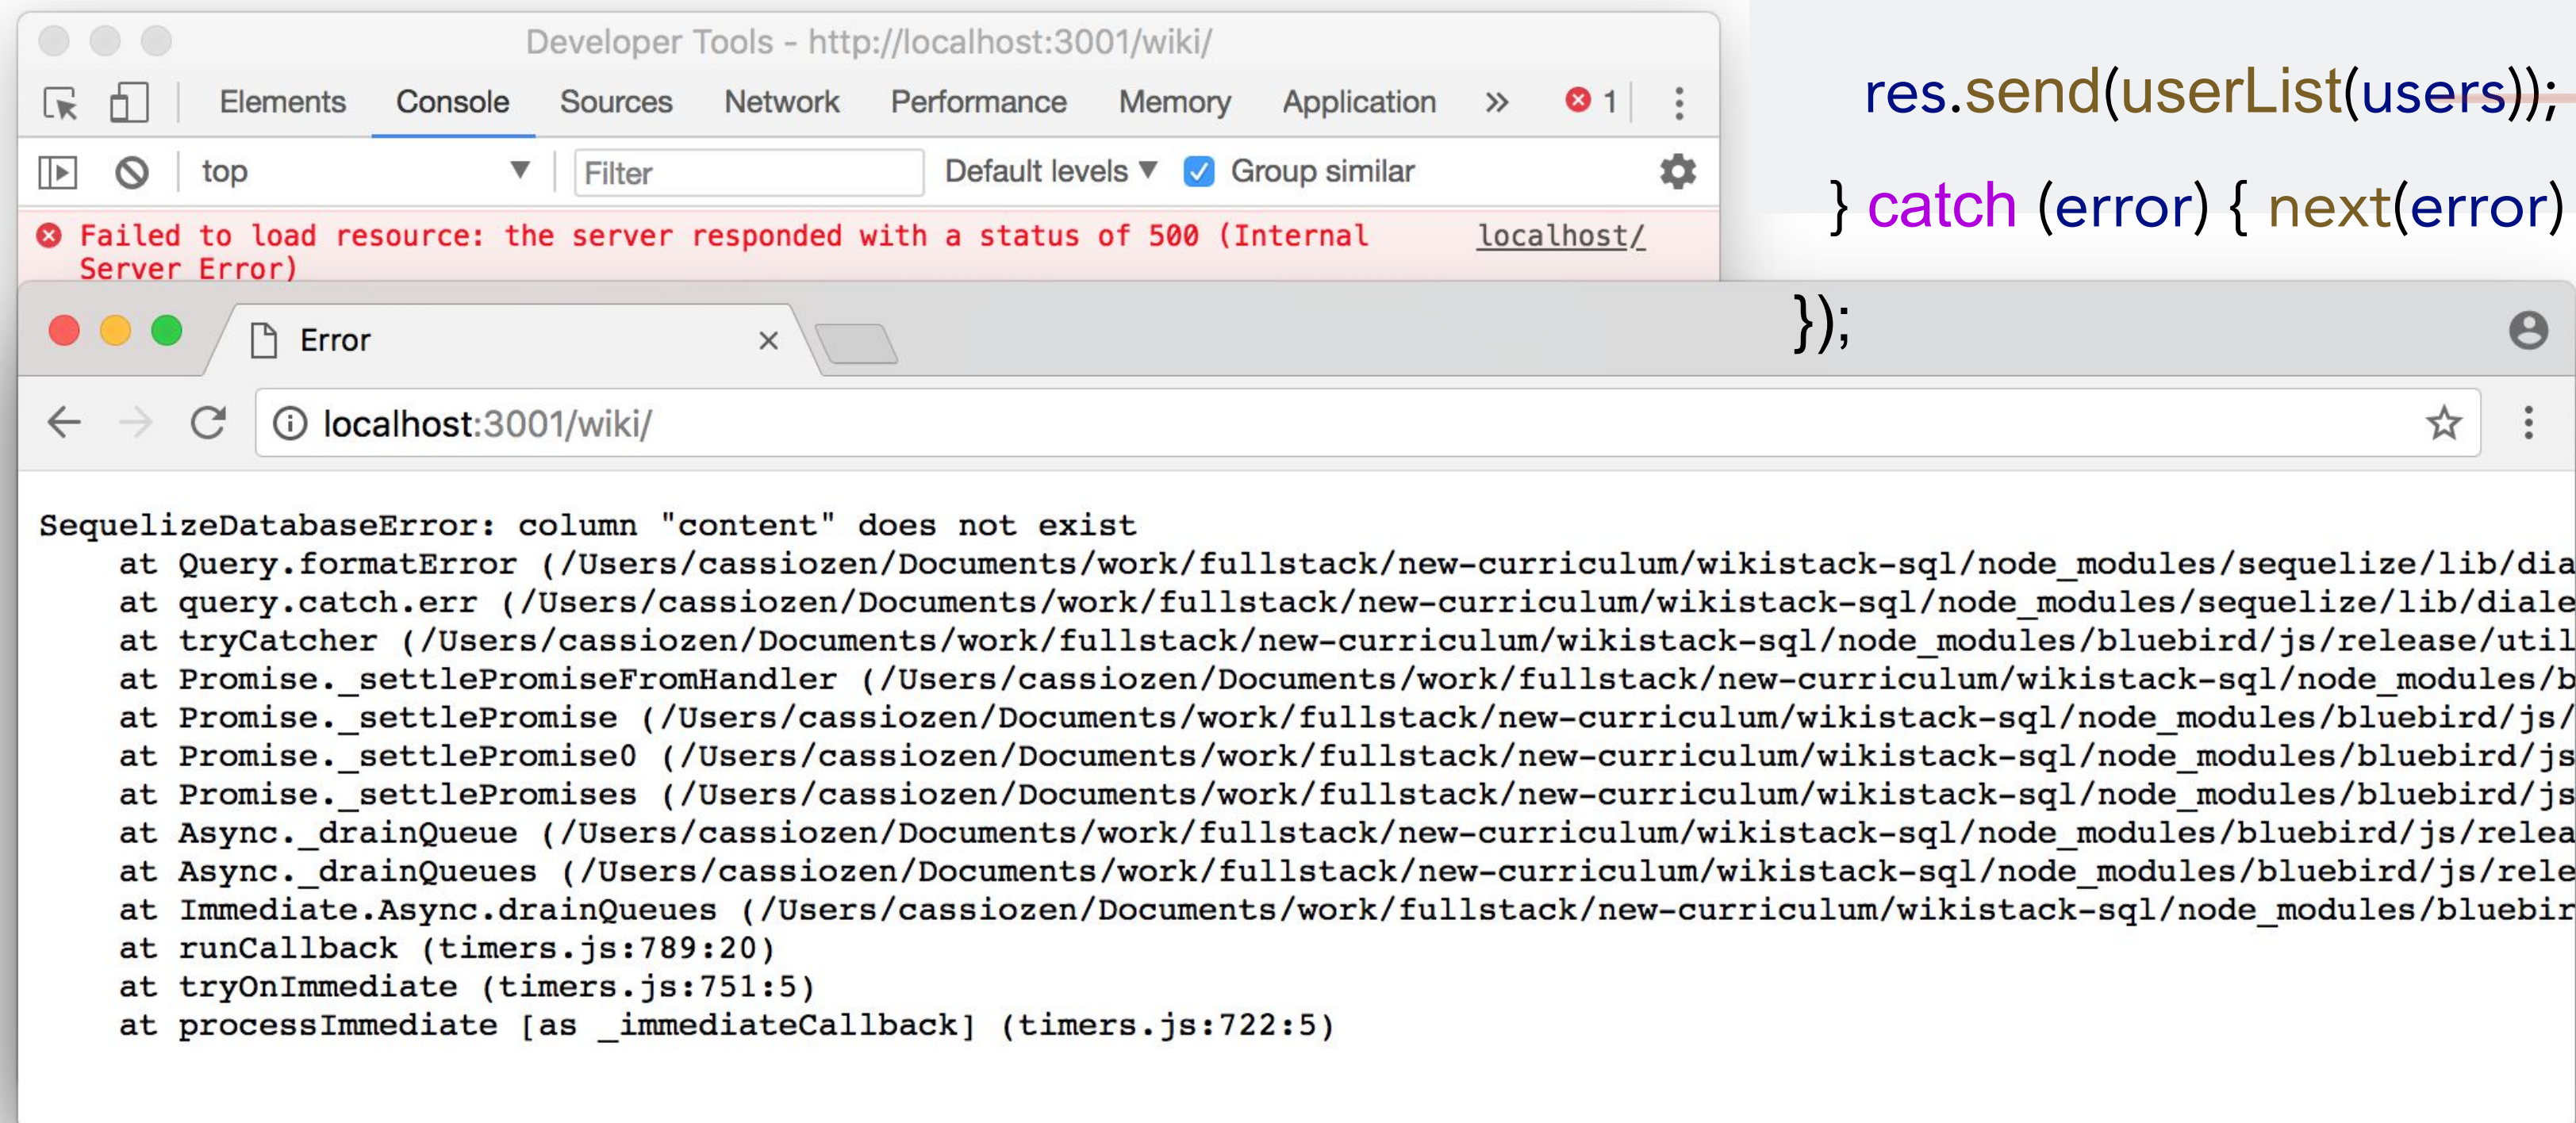 Developer Tools - http://localhost:3001/wiki/
Elements Console Sources Network Performance Memory Application » 1
top Filter Default levels Group similar
Failed to load resource: the server responded with a status of 500 (Internal localhost/
Server Error)
res.send(userList(users));
} catch (error) { next(error)
});
Error
localhost:3001/wiki/
SequelizeDatabaseError: column "content" does not exist
at Query.formatError (/Users/cassiozen/Documents/work/fullstack/new-curriculum/wikistack-sql/node_modules/sequelize/lib/dia
at query.catch.err (/Users/cassiozen/Documents/work/fullstack/new-curriculum/wikistack-sql/node_modules/sequelize/lib/diale
at tryCatcher (/Users/cassiozen/Documents/work/fullstack/new-curriculum/wikistack-sql/node_modules/bluebird/js/release/util
at Promise._settlePromiseFromHandler (/Users/cassiozen/Documents/work/fullstack/new-curriculum/wikistack-sql/node_modules/b
at Promise._settlePromise (/Users/cassiozen/Documents/work/fullstack/new-curriculum/wikistack-sql/node_modules/bluebird/js/
at Promise._settlePromise0 (/Users/cassiozen/Documents/work/fullstack/new-curriculum/wikistack-sql/node_modules/bluebird/js
at Promise._settlePromises (/Users/cassiozen/Documents/work/fullstack/new-curriculum/wikistack-sql/node_modules/bluebird/js
at Async._drainQueue (/Users/cassiozen/Documents/work/fullstack/new-curriculum/wikistack-sql/node_modules/bluebird/js/relea
at Async._drainQueues (/Users/cassiozen/Documents/work/fullstack/new-curriculum/wikistack-sql/node_modules/bluebird/js/rele
at Immediate.Async.drainQueues (/Users/cassiozen/Documents/work/fullstack/new-curriculum/wikistack-sql/node_modules/bluebir
at runCallback (timers.js:789:20)
at tryOnImmediate (timers.js:751:5)
at processImmediate [as _immediateCallback] (timers.js:722:5)